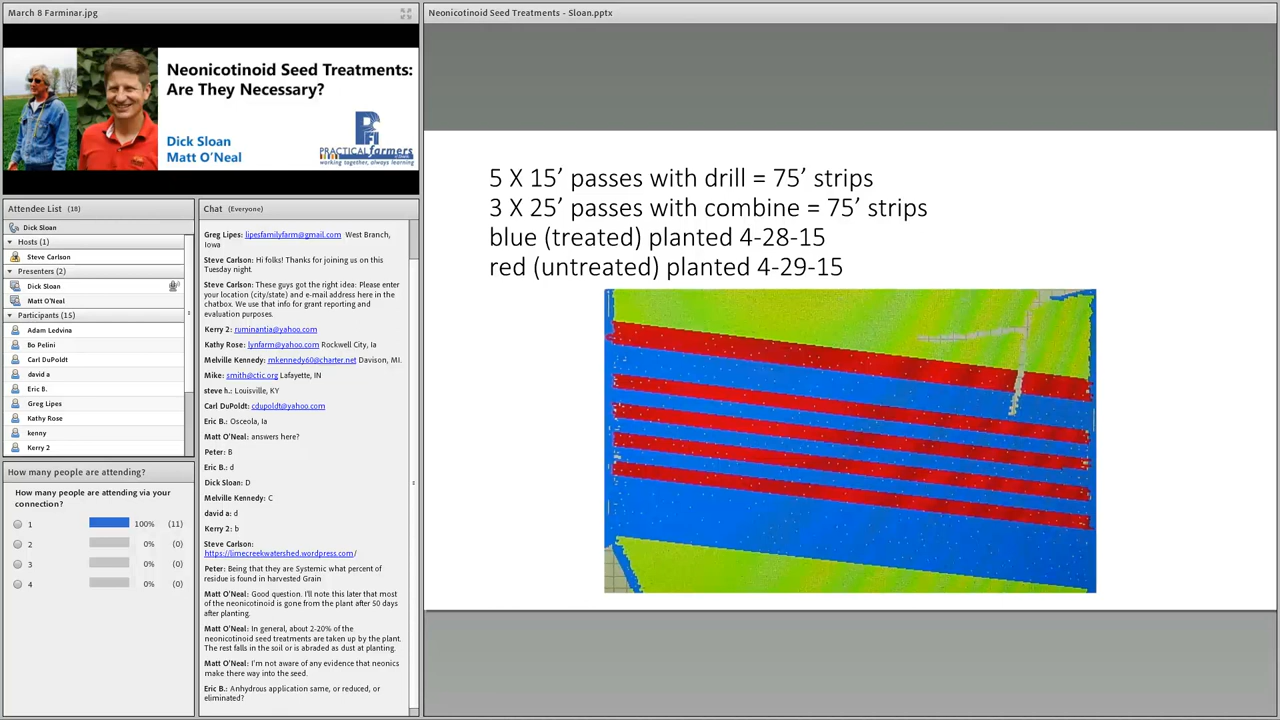 March 8 Farminar.jpg
Neonicotinoid Seed Treatments:
Are They Necessary?
Dick Sloan
Matt O'Neal
PFI
PRACTICAL farmers
working together, always learning
Attendee List (18)
Dick Sloan
Hosts (1)
Steve Carlson
Presenters (2)
Dick Sloan
Matt O'Neal
Participants (15)
Adam Ledvina
Bo Pelini
Carl DuPoldt
david a
Eric B.
Greg Lipes
Kathy Rose
kenny
Kerry 2
How many people are attending?
How many people are attending via your
connection?
1 100% (11)
2 0% (0)
3 0% (0)
4 0% (0)
Chat (Everyone)
Greg Lipes: lipesfamilyfarm@gmail.com West Branch,
Iowa
Steve Carlson: Hi folks! Thanks for joining us on this
Tuesday night.
Steve Carlson: These guys got the right idea: Please enter
your location (city/state) and e-mail address here in the
chatbox. We use that info for grant reporting and
evaluation purposes.
Kerry 2: ruminantia@yahoo.com
Kathy Rose: lynfarm@yahoo.com Rockwell City, Ia
Melville Kennedy: mkennedy60@charter.net Davison, MI.
Mike: smith@ctic.org Lafayette, IN
steve h.: Louisville, KY
Carl DuPoldt: cdupoldt@yahoo.com
Eric B.: Osceola, Ia
Matt O'Neal: answers here?
Peter: B
Eric B.: d
Dick Sloan: D
Melville Kennedy: C
david a: d
Kerry 2: b
Steve Carlson:
https://limecreekwatershed.wordpress.com/
Peter: Being that they are Systemic what percent of
residue is found in harvested Grain
Matt O'Neal: Good question. I'll note this later that most
of the neonicotinoid is gone from the plant after 50 days
after planting.
Matt O'Neal: In general, about 2-20% of the
neonicotinoid seed treatments are taken up by the plant.
The rest falls in the soil or is abraded as dust at planting.
Matt O'Neal: I'm not aware of any evidence that neonics
make there way into the seed.
Eric B.: Anhydrous application same, or reduced, or
eliminated?
Neonicotinoid Seed Treatments - Sloan.pptx
5 X 15’ passes with drill = 75’ strips
3 X 25’ passes with combine = 75’ strips
blue (treated) planted 4-28-15
red (untreated) planted 4-29-15